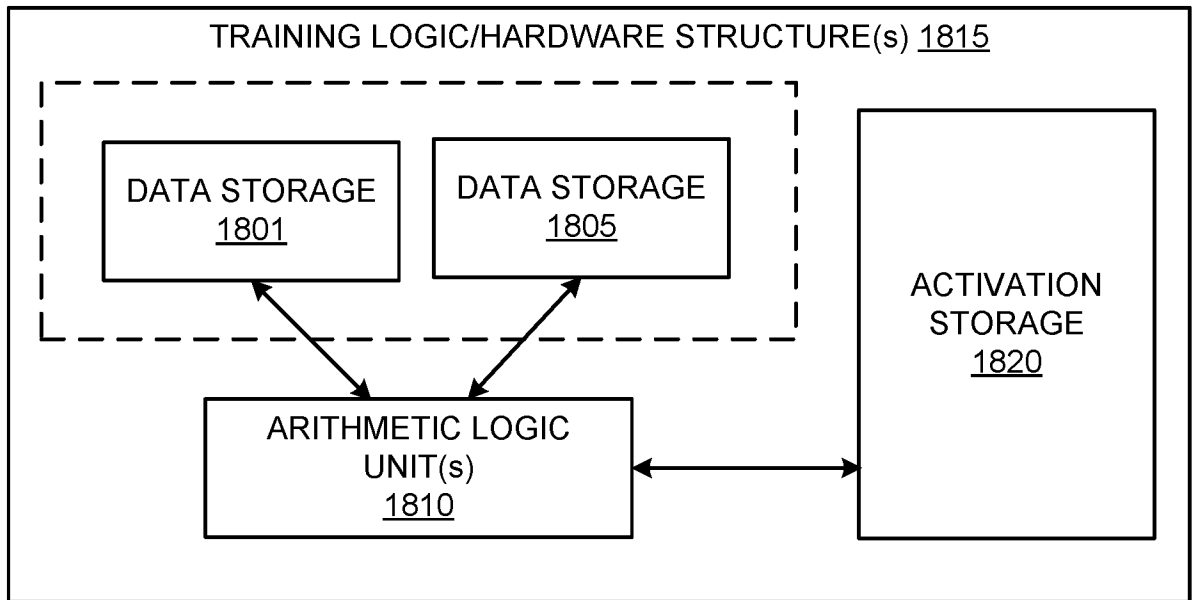 TRAINING LOGIC/HARDWARE STRUCTURE(s) 1815
DATA STORAGE
1801
DATA STORAGE
1805
ACTIVATION
STORAGE
1820
ARITHMETIC LOGIC
UNIT(s)
1810